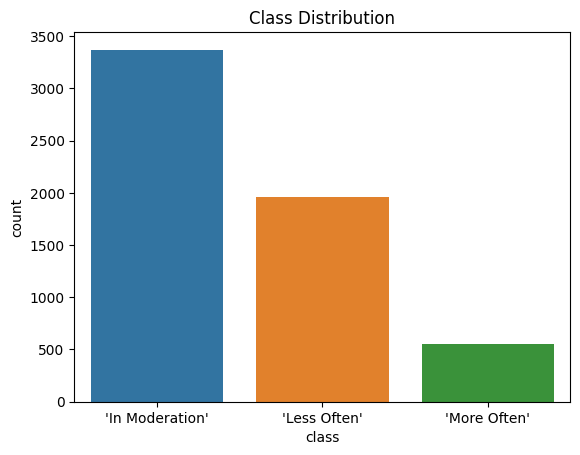 Class Distribution
3500
3000
2500
2000
1500
1000
500
0
count
'In Moderation' 'Less Often' 'More Often'
class